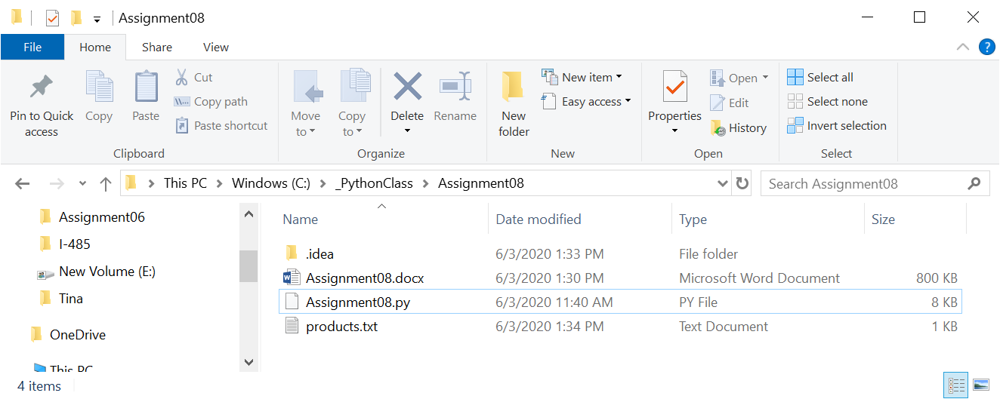 Assignment08
File Home Share View
Pin to Quick access
Copy
Paste
Cut
Copy path
Paste shortcut
Clipboard
Move to
Copy to
Delete
Rename
Organize
New folder
New item
Easy access
New
Properties
Open
Edit
History
Open
Select all
Select none
Invert selection
Select
This PC Windows (C:) _PythonClass Assignment08
Search Assignment08
Assignment06
I-485
New Volume (E:)
Tina
OneDrive
This PC
Name Date modified Type Size
.idea 6/3/2020 1:33 PM File folder
Assignment08.docx 6/3/2020 1:30 PM Microsoft Word Document 800 KB
Assignment08.py 6/3/2020 11:40 AM PY File 8 KB
products.txt 6/3/2020 1:34 PM Text Document 1 KB
4 items